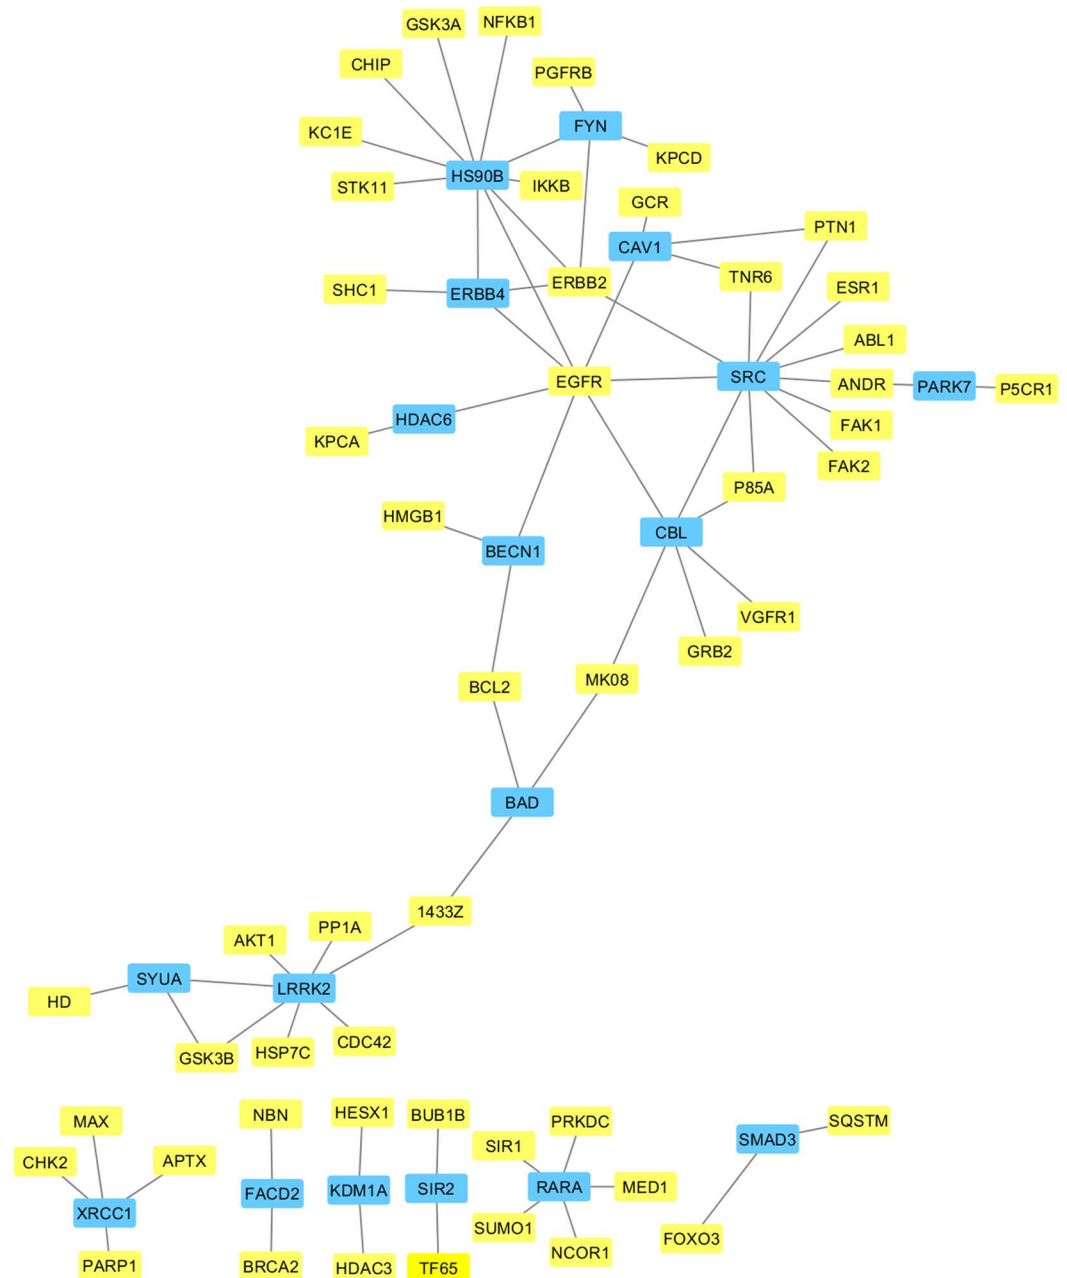 GSK3A
NFKB1
CHIP
PGFRB
KC1E
FYN
KPCD
HS90B
STK11
IKKB
GCR
PTN1
CAV1
TNR6
SHC1
ERBB4
ERBB2
ESR1
ABL1
EGFR
SRC
ANDR
PARK7
P5CR1
HDAC6
FAK1
KPCA
FAK2
P85A
HMGB1
BECN1
CBL
VGFR1
GRB2
BCL2
MK08
BAD
1433Z
AKT1
PP1A
SYUA
LRRK2
HD
GSK3B
HSP7C
CDC42
MAX
NBN
HESX1
BUB1B
PRKDC
SQSTM
SIR1
SMAD3
CHK2
APTX
FACD2
KDM1A
SIR2
RARA
MED1
XRCC1
SUMO1
FOXO3
NCOR1
PARP1
BRCA2
HDAC3
TF65